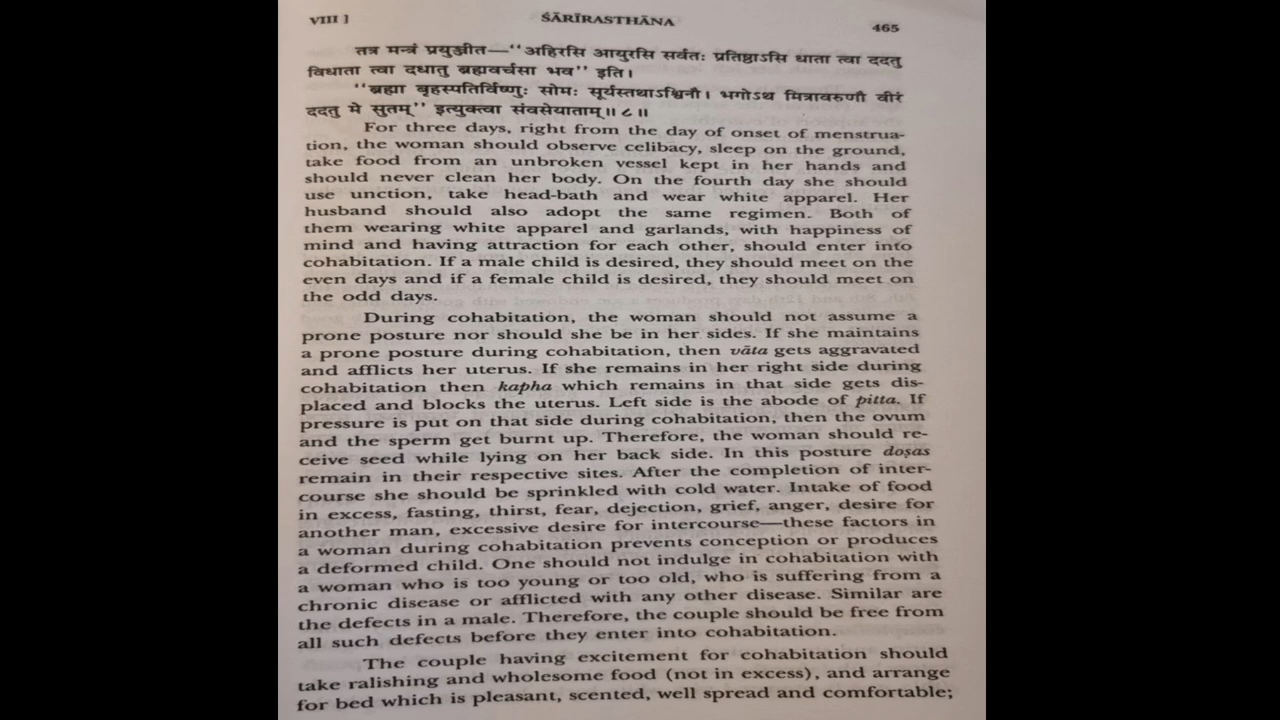 VIII ]
ŚĀRĪRASTHĀNA
465
तत्र मन्त्रं प्रयुञ्जीत—‘‘अहिरसि आयुरसि सर्वतः प्रतिष्ठाऽसि धाता त्वा ददतु
विधाता त्वा दधातु ब्रह्मवर्चसा भव’’ इति।
‘‘ब्रह्मा बृहस्पतिर्विष्णुः सोमः सूर्यस्तथाऽश्विनौ। भगोऽथ मित्रावरुणौ वीरं
ददतु मे सुतम्’’ इत्युक्त्वा संवसेयाताम्॥ ८॥
For three days, right from the day of onset of menstrua-
tion, the woman should observe celibacy, sleep on the ground,
take food from an unbroken vessel kept in her hands and
should never clean her body. On the fourth day she should
use unction, take head-bath and wear white apparel. Her
husband should also adopt the same regimen. Both of
them wearing white apparel and garlands, with happiness of
mind and having attraction for each other, should enter into
cohabitation. If a male child is desired, they should meet on the
even days and if a female child is desired, they should meet on
the odd days.
During cohabitation, the woman should not assume a
prone posture nor should she be in her sides. If she maintains
a prone posture during cohabitation, then vāta gets aggravated
and afflicts her uterus. If she remains in her right side during
cohabitation then kapha which remains in that side gets dis-
placed and blocks the uterus. Left side is the abode of pitta. If
pressure is put on that side during cohabitation, then the ovum
and the sperm get burnt up. Therefore, the woman should re-
ceive seed while lying on her back side. In this posture doṣas
remain in their respective sites. After the completion of inter-
course she should be sprinkled with cold water. Intake of food
in excess, fasting, thirst, fear, dejection, grief, anger, desire for
another man, excessive desire for intercourse—these factors in
a woman during cohabitation prevents conception or produces
a deformed child. One should not indulge in cohabitation with
a woman who is too young or too old, who is suffering from a
chronic disease or afflicted with any other disease. Similar are
the defects in a male. Therefore, the couple should be free from
all such defects before they enter into cohabitation.
The couple having excitement for cohabitation should
take ralishing and wholesome food (not in excess), and arrange
for bed which is pleasant, scented, well spread and comfortable;